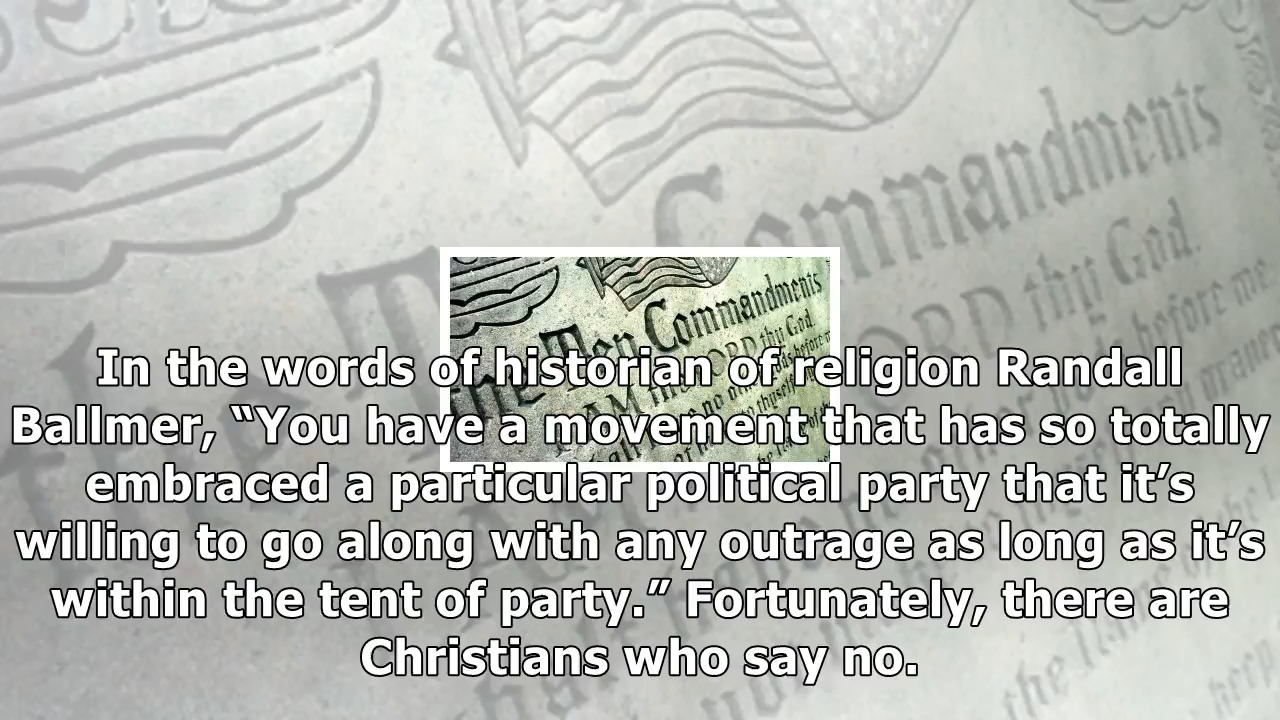 the Ten Commandments
I AM the LORD thy God.
In the words of historian of religion Randall
Ballmer, “You have a movement that has so totally
embraced a particular political party that it’s
willing to go along with any outrage as long as it’s
within the tent of party.” Fortunately, there are
Christians who say no.